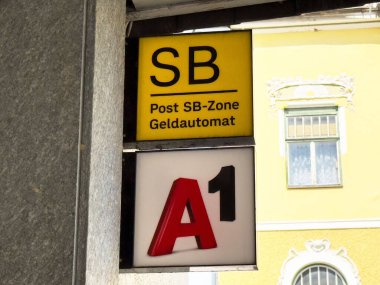 SB
Post SB-Zone
Geldautomat
A1